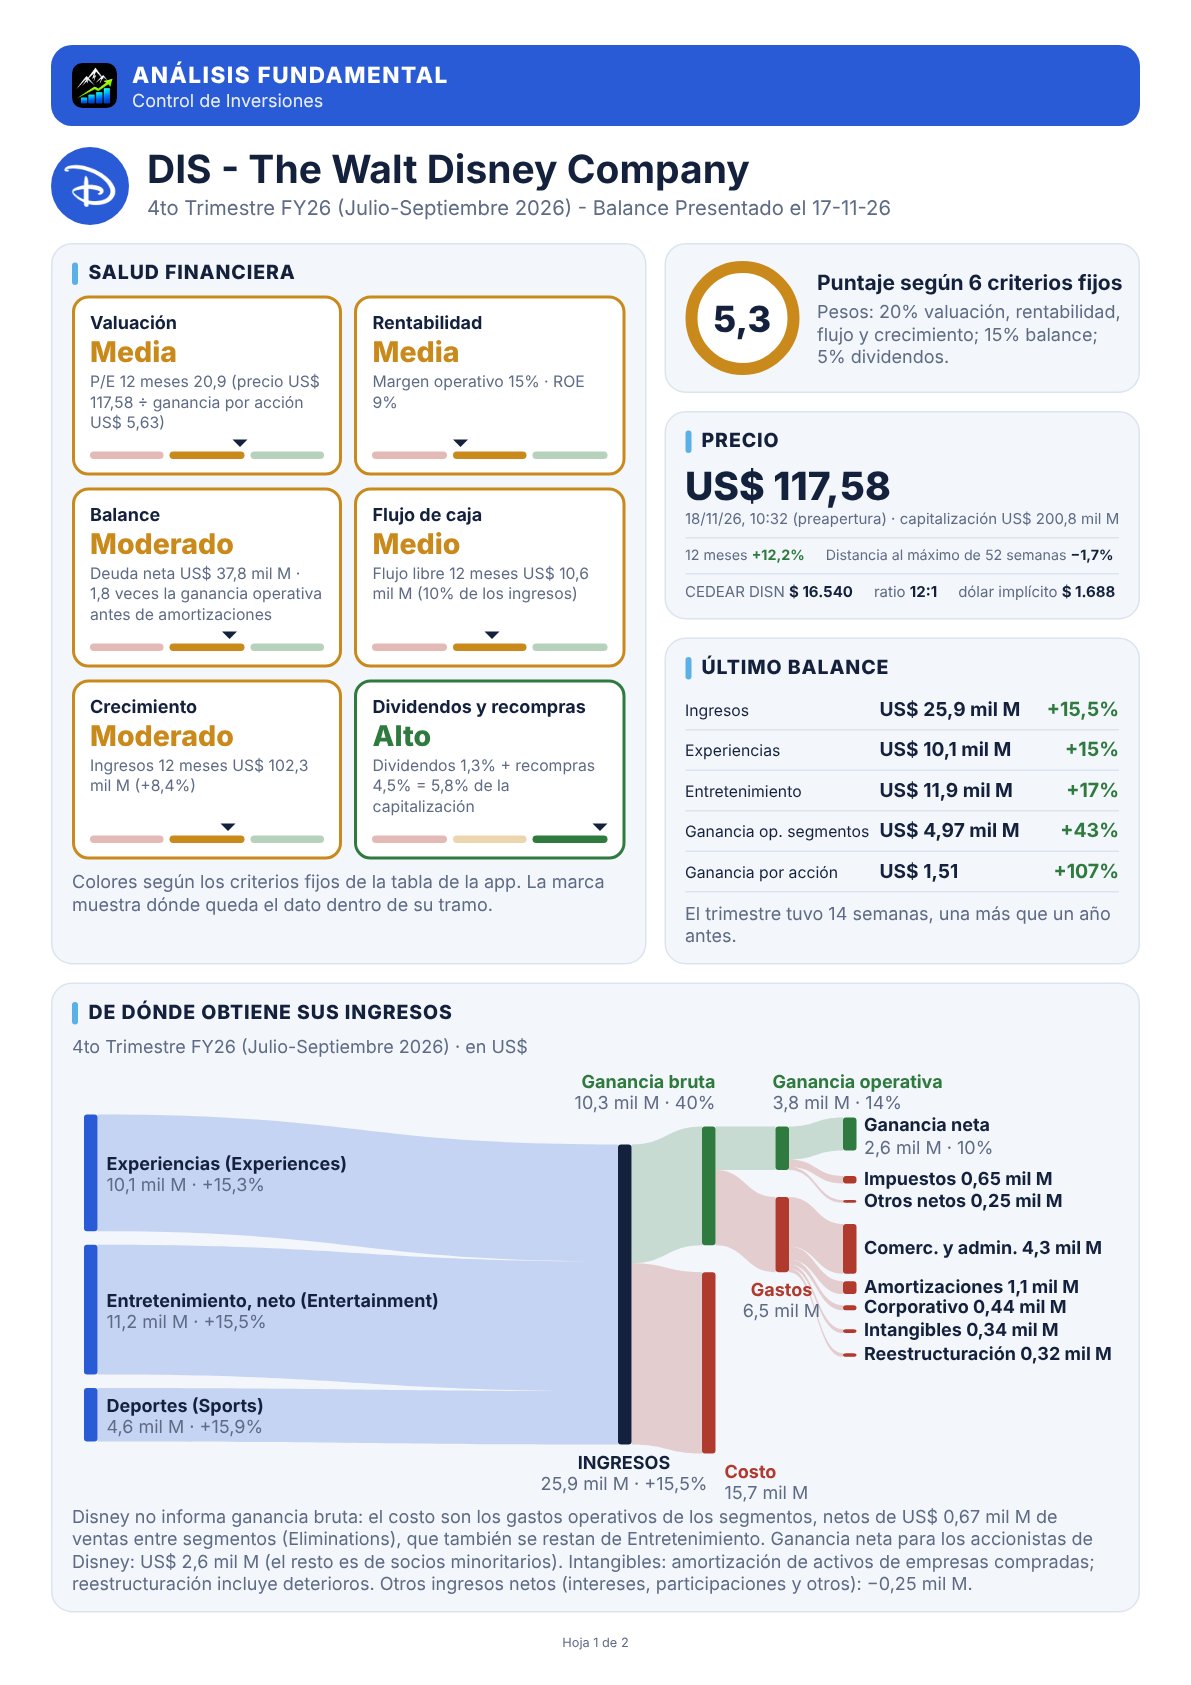 ANÁLISIS FUNDAMENTAL
Control de Inversiones
DIS - The Walt Disney Company
4to Trimestre FY26 (Julio-Septiembre 2026) - Balance Presentado el 17-11-26
SALUD FINANCIERA
Valuación
Media
P/E 12 meses 20,9 (precio US$
117,58 ÷ ganancia por acción
US$ 5,63)
Rentabilidad
Media
Margen operativo 15% · ROE
9%
Balance
Moderado
Deuda neta US$ 37,8 mil M ·
1,8 veces la ganancia operativa
antes de amortizaciones
Flujo de caja
Medio
Flujo libre 12 meses US$ 10,6
mil M (10% de los ingresos)
Crecimiento
Moderado
Ingresos 12 meses US$ 102,3
mil M (+8,4%)
Dividendos y recompras
Alto
Dividendos 1,3% + recompras
4,5% = 5,8% de la
capitalización
Colores según los criterios fijos de la tabla de la app. La marca
muestra dónde queda el dato dentro de su tramo.
5,3
Puntaje según 6 criterios fijos
Pesos: 20% valuación, rentabilidad,
flujo y crecimiento; 15% balance;
5% dividendos.
PRECIO
US$ 117,58
18/11/26, 10:32 (preapertura) · capitalización US$ 200,8 mil M
12 meses +12,2% Distancia al máximo de 52 semanas −1,7%
CEDEAR DISN $ 16.540 ratio 12:1 dólar implícito $ 1.688
ÚLTIMO BALANCE
Ingresos US$ 25,9 mil M +15,5%
Experiencias US$ 10,1 mil M +15%
Entretenimiento US$ 11,9 mil M +17%
Ganancia op. segmentos US$ 4,97 mil M +43%
Ganancia por acción US$ 1,51 +107%
El trimestre tuvo 14 semanas, una más que un año
antes.
DE DÓNDE OBTIENE SUS INGRESOS
4to Trimestre FY26 (Julio-Septiembre 2026) · en US$
Experiencias (Experiences)
10,1 mil M · +15,3%
Entretenimiento, neto (Entertainment)
11,2 mil M · +15,5%
Deportes (Sports)
4,6 mil M · +15,9%
INGRESOS
25,9 mil M · +15,5%
Ganancia bruta
10,3 mil M · 40%
Costo
15,7 mil M
Ganancia operativa
3,8 mil M · 14%
Gastos
6,5 mil M
Ganancia neta
2,6 mil M · 10%
Impuestos 0,65 mil M
Otros netos 0,25 mil M
Comerc. y admin. 4,3 mil M
Amortizaciones 1,1 mil M
Corporativo 0,44 mil M
Intangibles 0,34 mil M
Reestructuración 0,32 mil M
Disney no informa ganancia bruta: el costo son los gastos operativos de los segmentos, netos de US$ 0,67 mil M de
ventas entre segmentos (Eliminations), que también se restan de Entretenimiento. Ganancia neta para los accionistas de
Disney: US$ 2,6 mil M (el resto es de socios minoritarios). Intangibles: amortización de activos de empresas compradas;
reestructuración incluye deterioros. Otros ingresos netos (intereses, participaciones y otros): −0,25 mil M.
Hoja 1 de 2